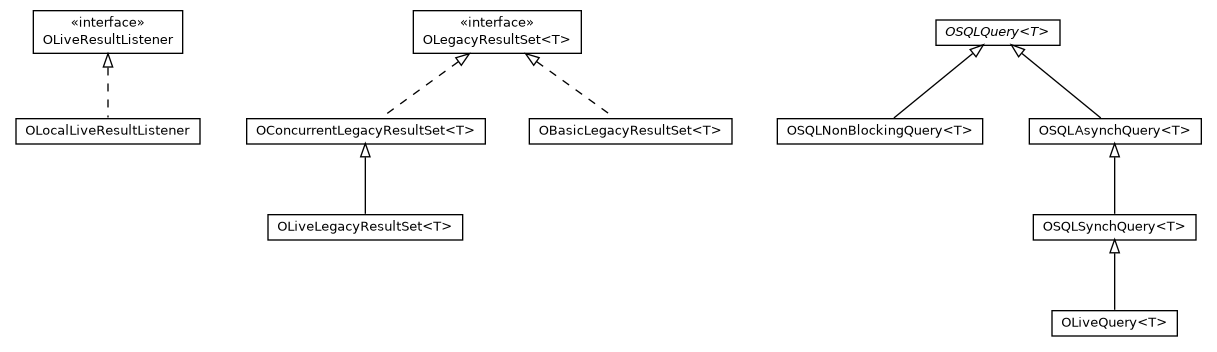 «interface»
OLiveResultListener
«interface»
OLegacyResultSet<T>
OSQLQuery<T>
OLocalLiveResultListener
OConcurrentLegacyResultSet<T>
OBasicLegacyResultSet<T>
OSQLNonBlockingQuery<T>
OSQLAsynchQuery<T>
OLiveLegacyResultSet<T>
OSQLSynchQuery<T>
OLiveQuery<T>